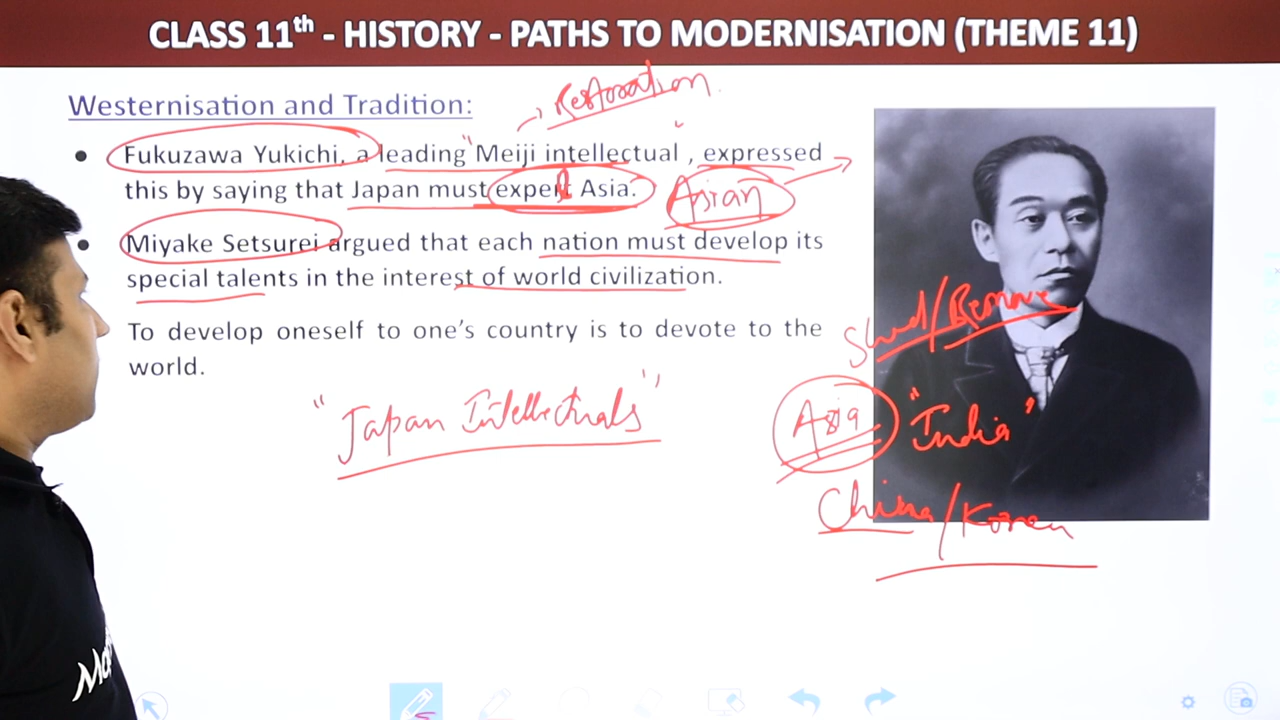 CLASS 11th - HISTORY - PATHS TO MODERNISATION (THEME 11)
Westernisation and Tradition:
→ Restoration
• Fukuzawa Yukichi, a leading "Meiji intellectual", expressed
this by saying that Japan must expel Asia.
Asian
• Miyake Setsurei argued that each nation must develop its
special talents in the interest of world civilization.
To develop oneself to one's country is to devote to the
world.
Shed/Remove
"Japan Intellectuals"
Asia "India"
China/Korea